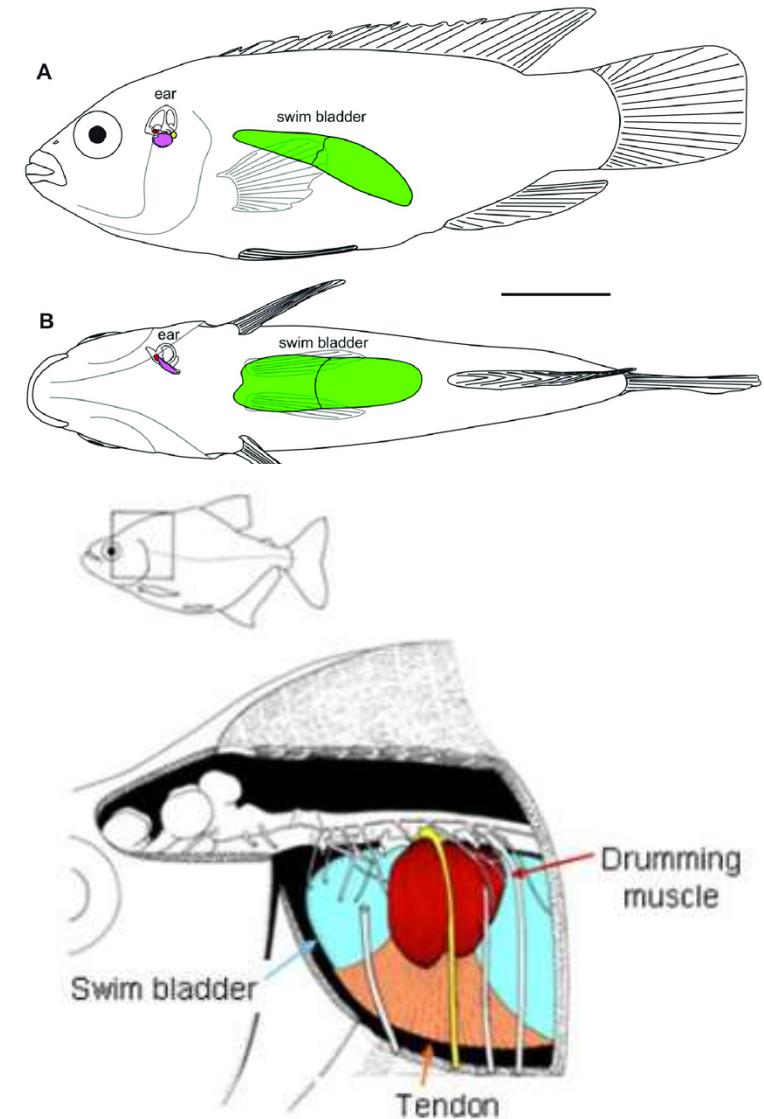 A
ear
swim bladder
B
ear
swim bladder
Drumming
muscle
Swim bladder
Tendon